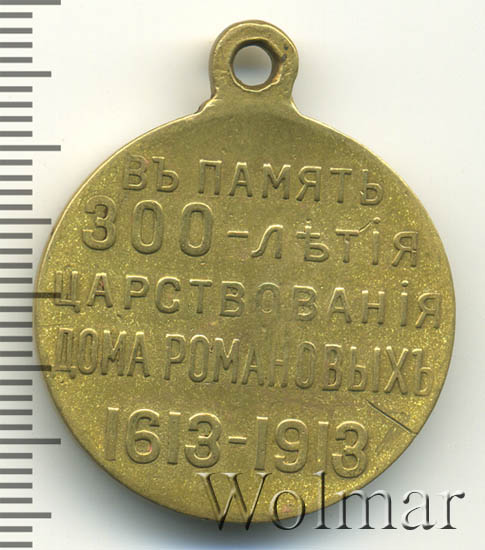 ВЪ ПАМЯТЬ
300-ЛѢТІЯ
ЦАРСТВОВАНІЯ
ДОМА РОМАНОВЫХЪ
1613-1913
Wolmar